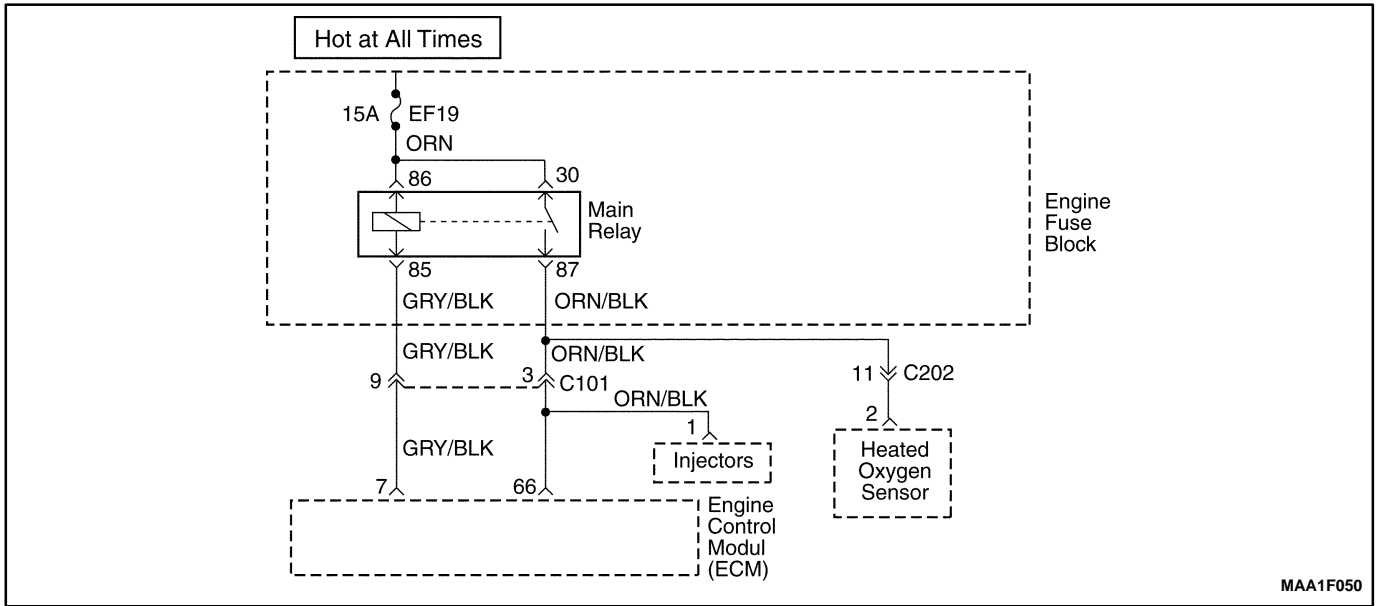 Hot at All Times
15A EF19
ORN
86
30
Main
Relay
Engine
Fuse
Block
85
87
GRY/BLK
ORN/BLK
GRY/BLK
ORN/BLK
9
3
C101
11
C202
ORN/BLK
1
2
GRY/BLK
Injectors
Heated
Oxygen
Sensor
7
66
Engine
Control
Modul
(ECM)
MAA1F050